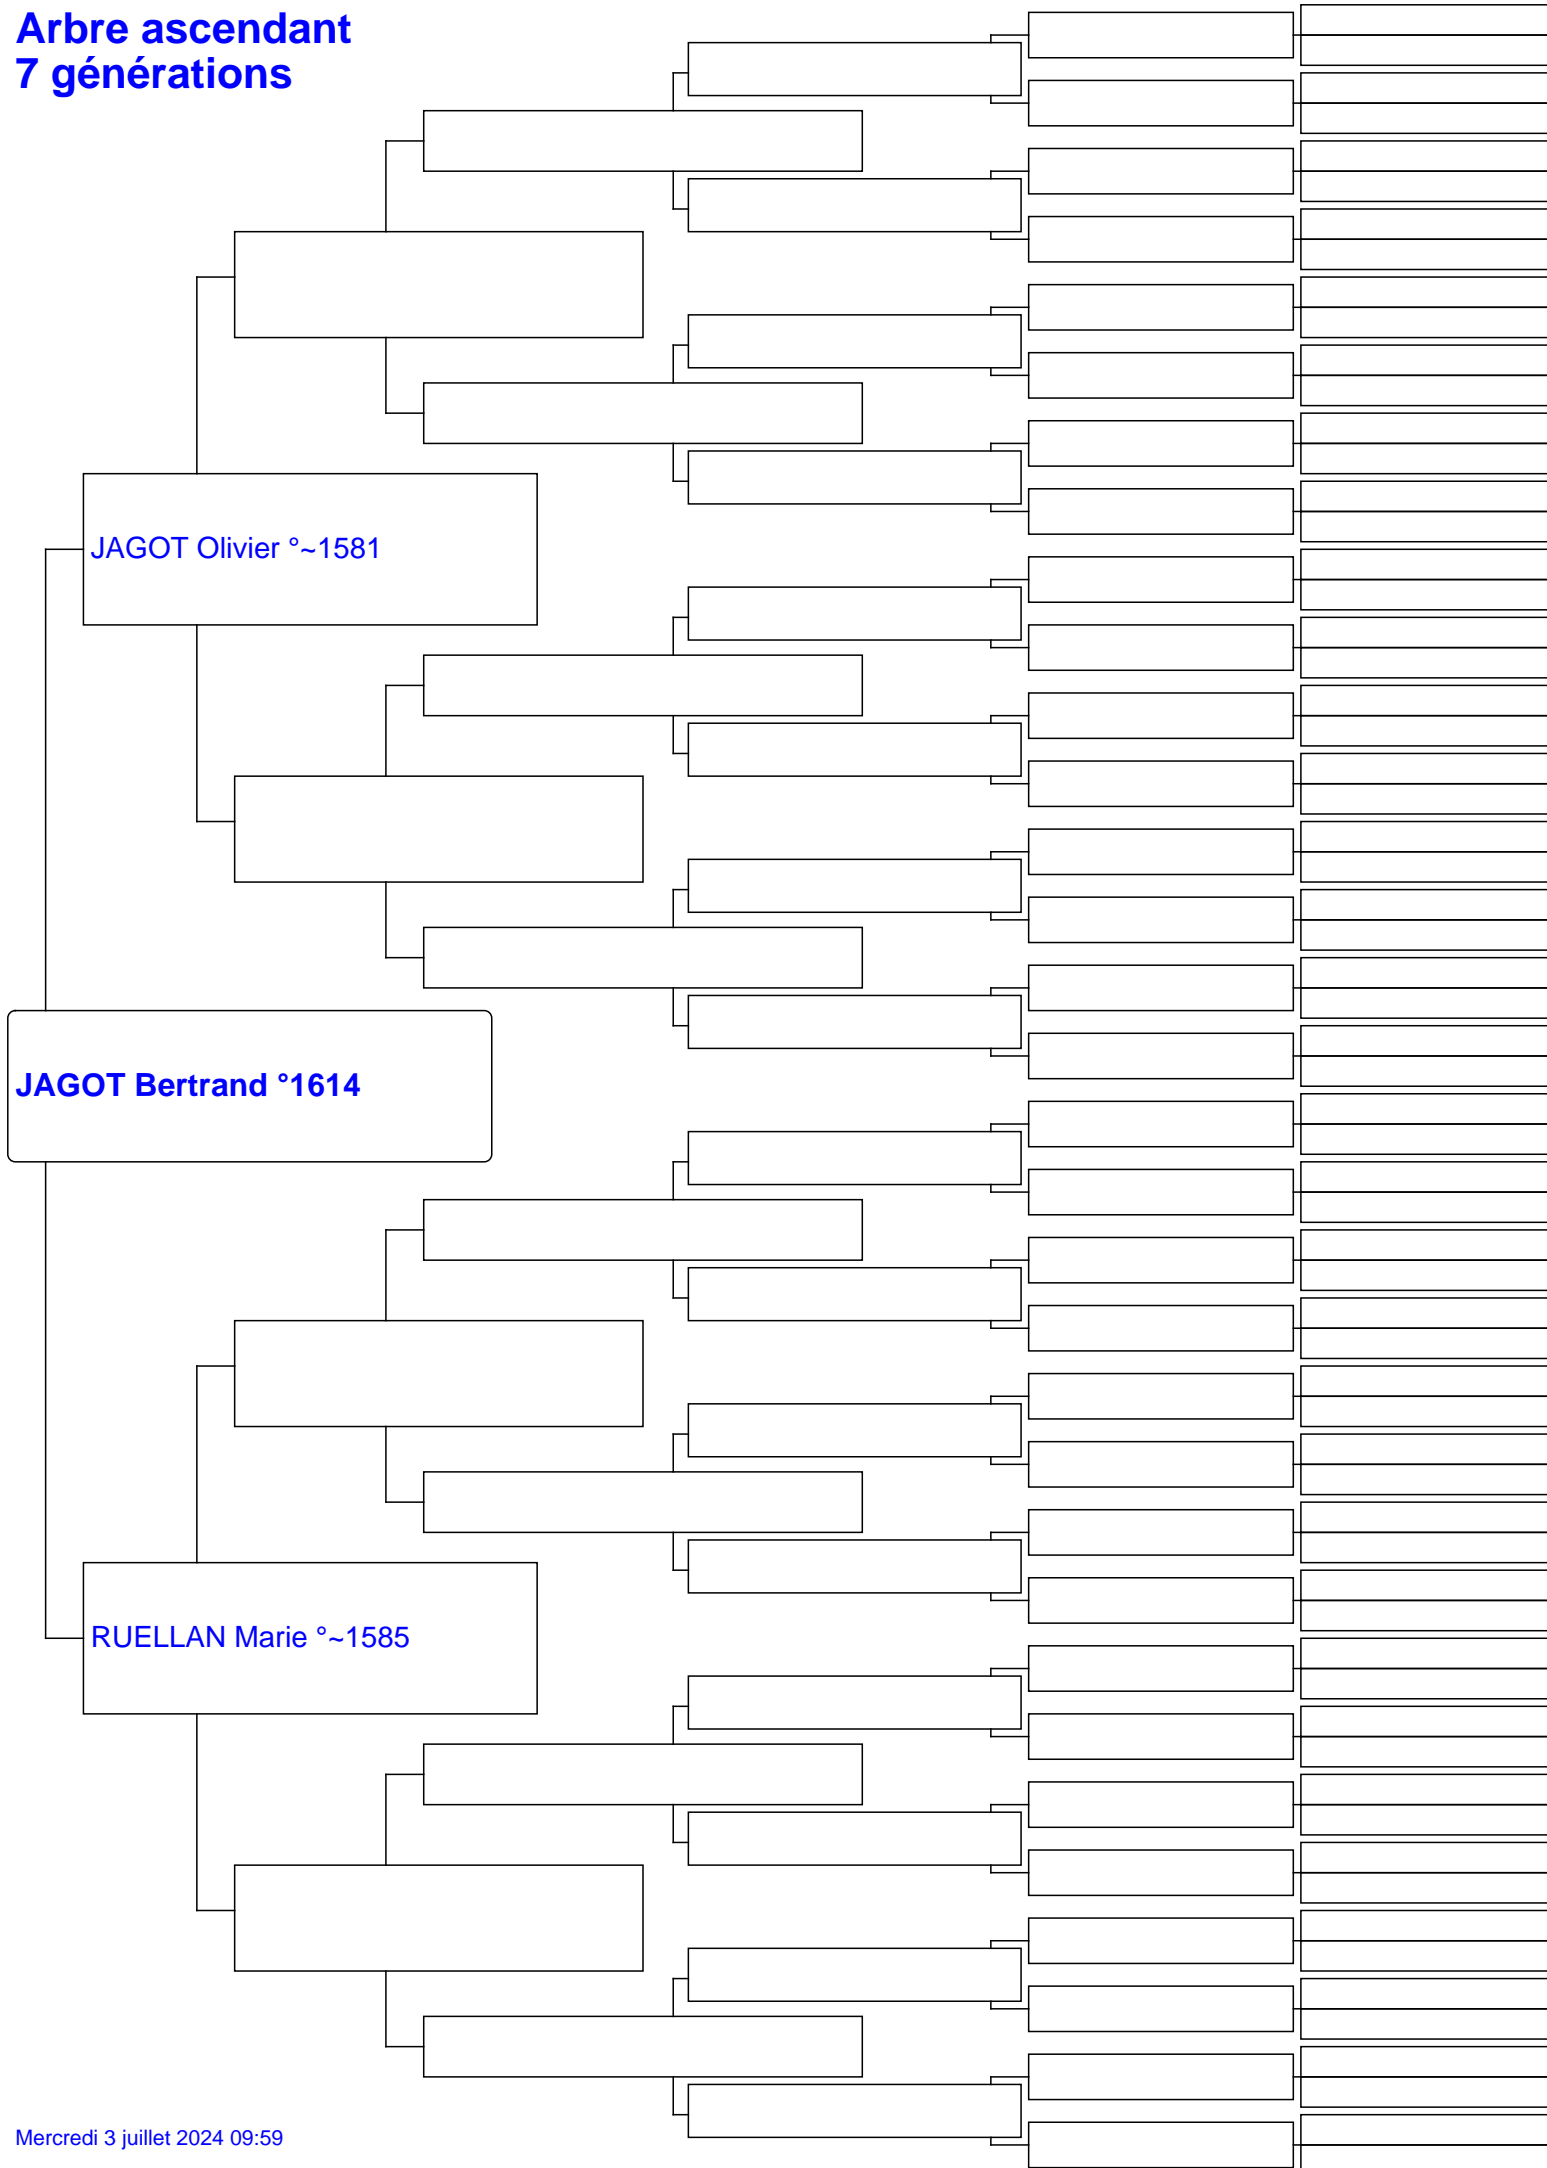 Arbre ascendant
7 générations
JAGOT Olivier °~1581
JAGOT Bertrand °1614
RUELLAN Marie °~1585
Mercredi 3 juillet 2024 09:59